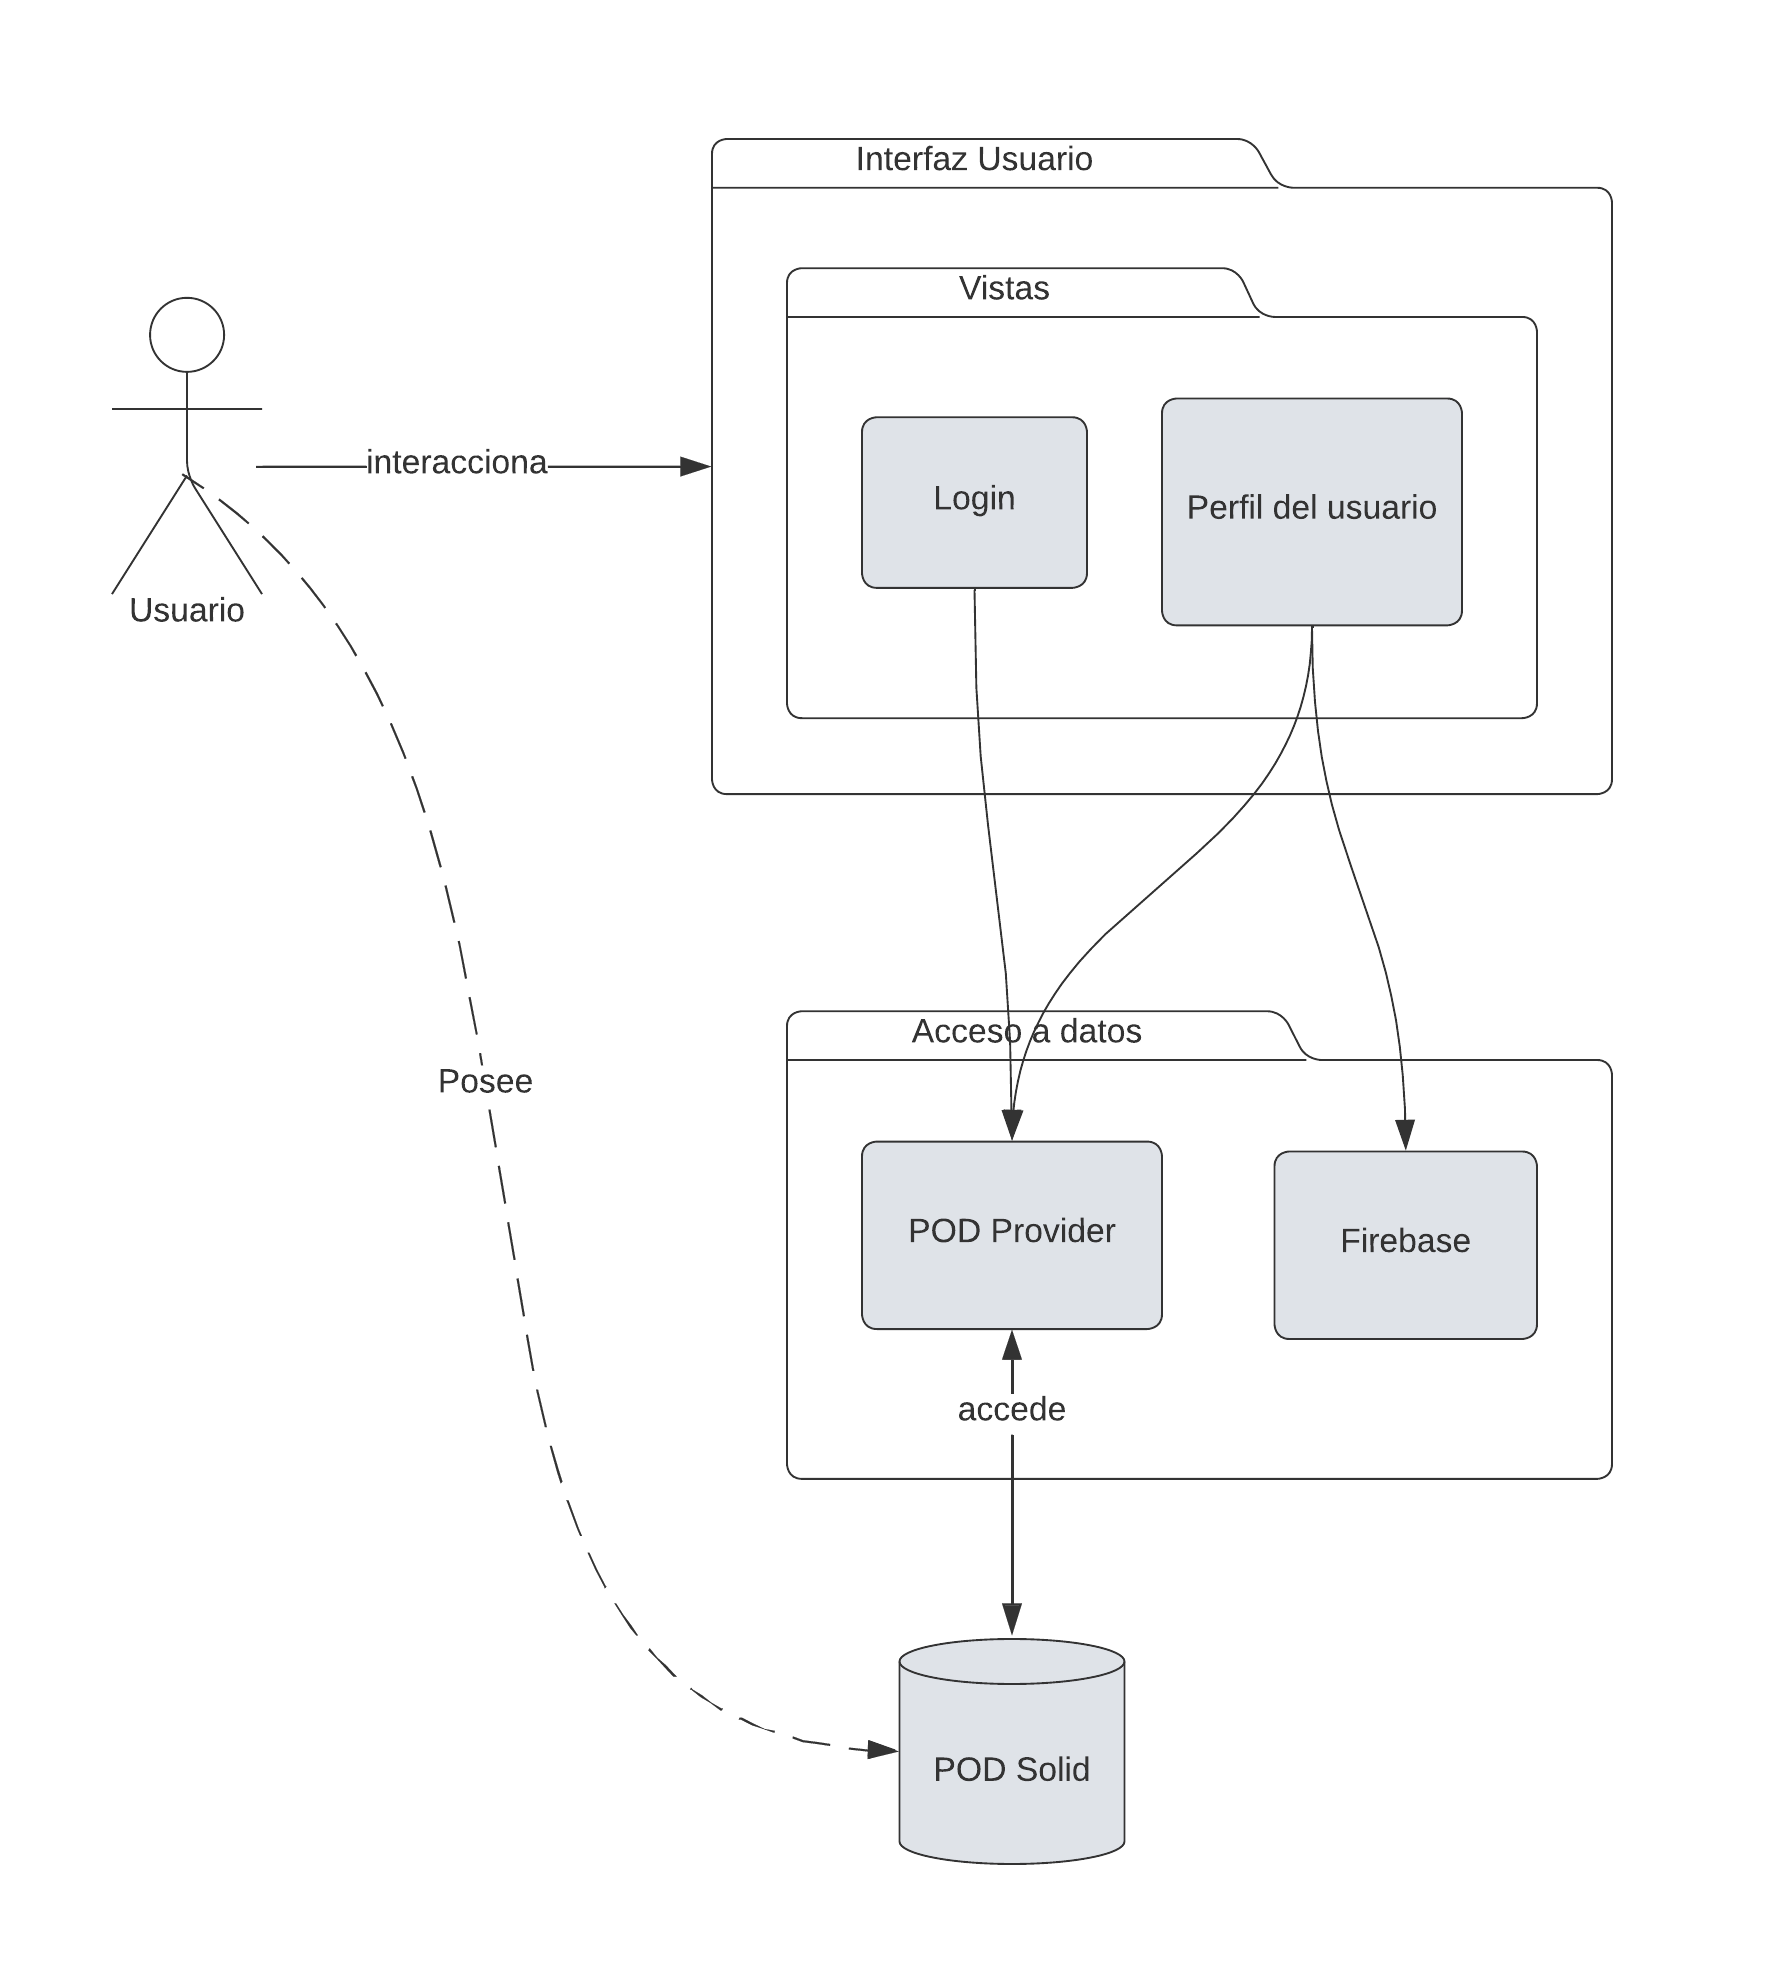 Interfaz Usuario
Vistas
interacciona
Login
Perfil del usuario
Usuario
Acceso a datos
Posee
POD Provider
Firebase
accede
POD Solid